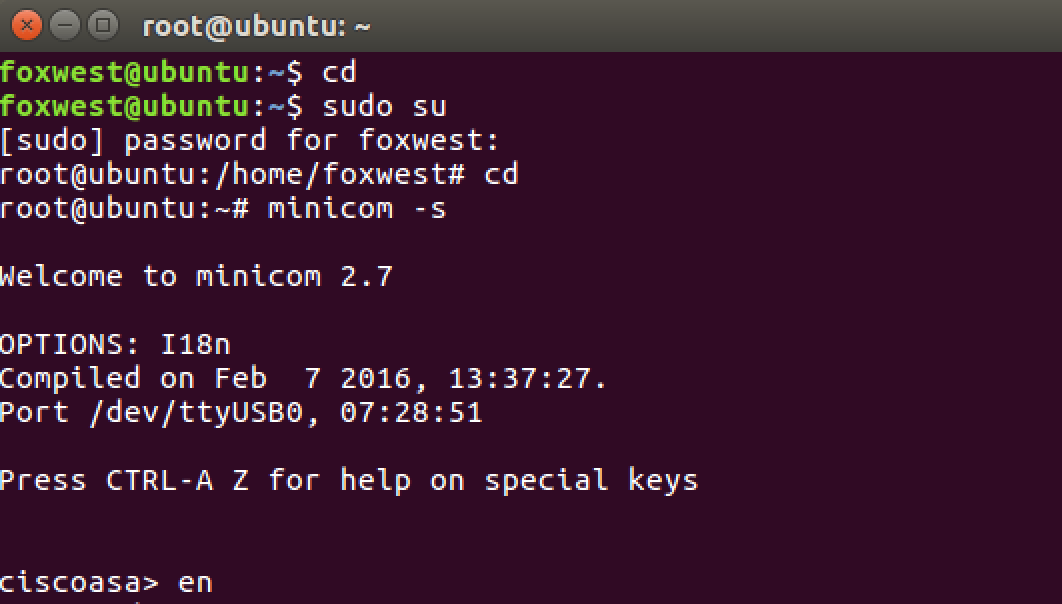 root@ubuntu: ~
foxwest@ubuntu:~$ cd
foxwest@ubuntu:~$ sudo su
[sudo] password for foxwest:
root@ubuntu:/home/foxwest# cd
root@ubuntu:~# minicom -s
Welcome to minicom 2.7
OPTIONS: I18n
Compiled on Feb  7 2016, 13:37:27.
Port /dev/ttyUSB0, 07:28:51
Press CTRL-A Z for help on special keys
ciscoasa> en